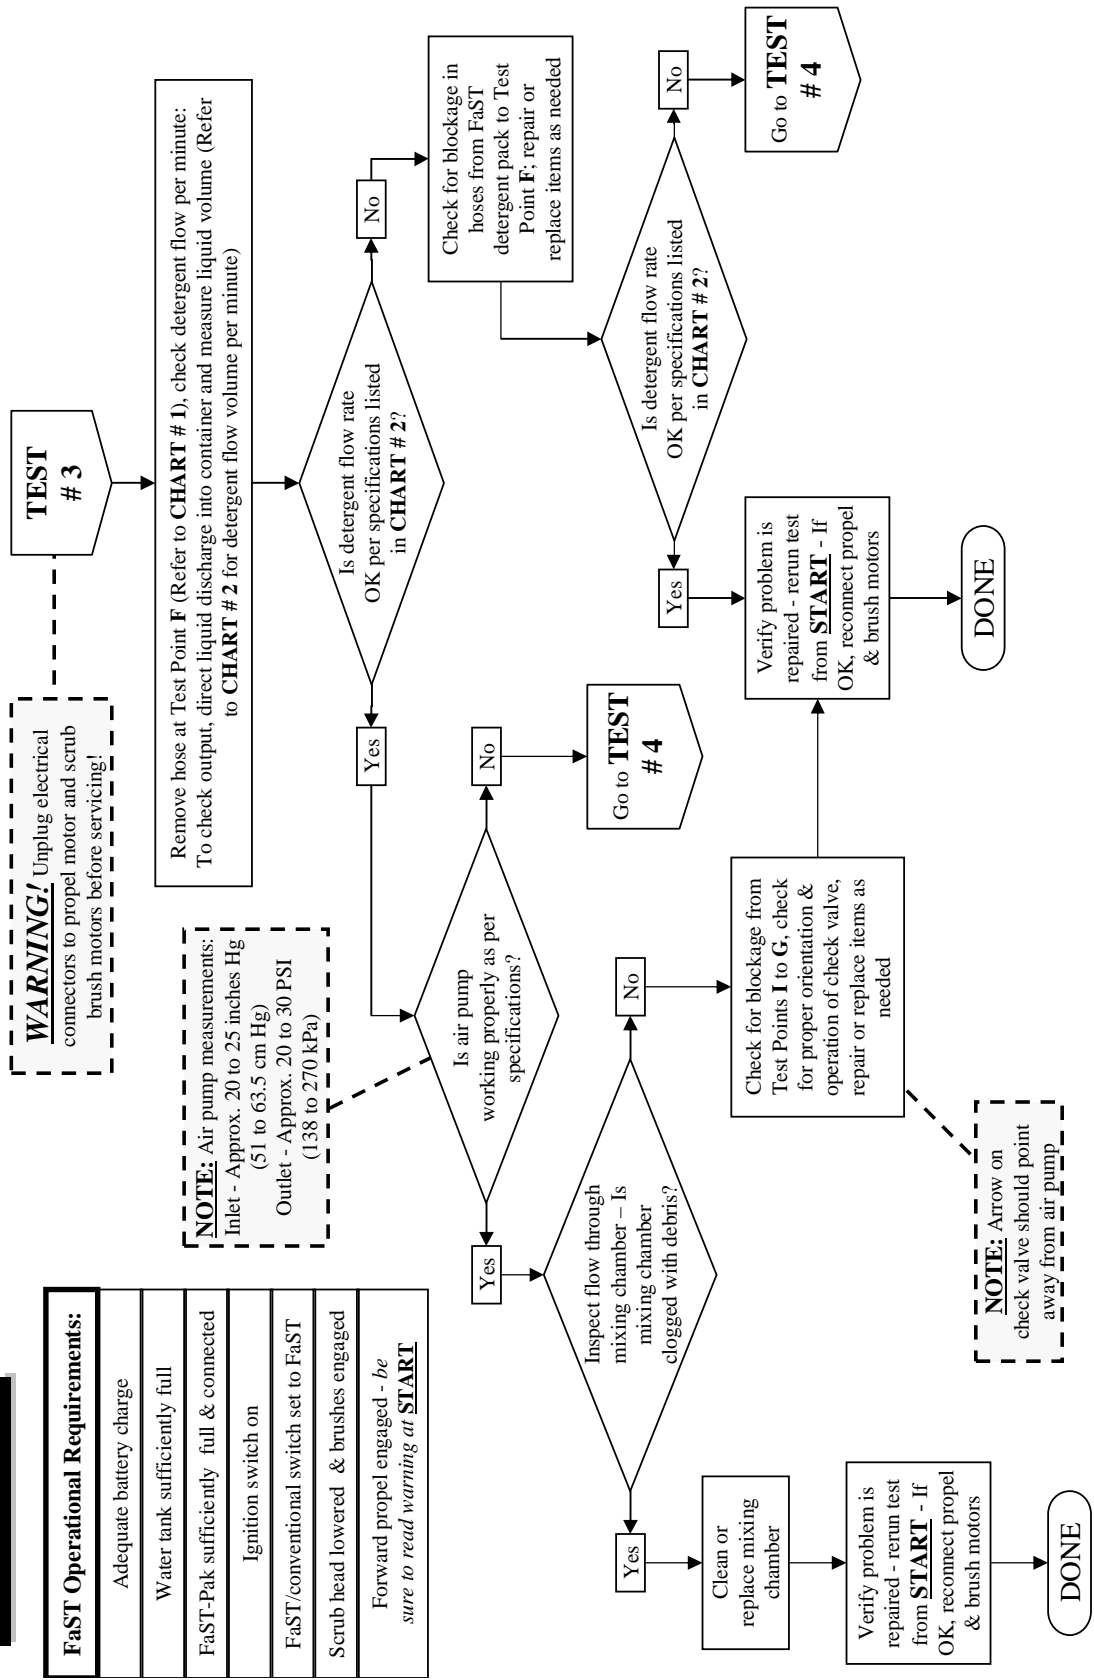 FaST Operational Requirements:
Adequate battery charge
Water tank sufficiently full
FaST-Pak sufficiently full & connected
Ignition switch on
FaST/conventional switch set to FaST
Scrub head lowered & brushes engaged
Forward propel engaged - be
sure to read warning at START
WARNING! Unplug electrical
connectors to propel motor and scrub
brush motors before servicing!
TEST
# 3
Remove hose at Test Point F (Refer to CHART # 1), check detergent flow per minute:
To check output, direct liquid discharge into container and measure liquid volume (Refer
to CHART # 2 for detergent flow volume per minute)
Is detergent flow rate
OK per specifications listed
in CHART # 2?
Yes
No
NOTE: Air pump measurements:
Inlet - Approx. 20 to 25 inches Hg
(51 to 63.5 cm Hg)
Outlet - Approx. 20 to 30 PSI
(138 to 270 kPa)
Is air pump
working properly as per
specifications?
Yes
No
Go to TEST
# 4
Check for blockage in
hoses from FaST
detergent pack to Test
Point F; repair or
replace items as needed
Is detergent flow rate
OK per specifications listed
in CHART # 2?
Yes
No
Go to TEST
# 4
Inspect flow through
mixing chamber – Is
mixing chamber
clogged with debris?
Yes
No
Clean or
replace mixing
chamber
Verify problem is
repaired - rerun test
from START - If
OK, reconnect propel
& brush motors
DONE
Check for blockage from
Test Points I to G, check
for proper orientation &
operation of check valve,
repair or replace items as
needed
NOTE: Arrow on
check valve should point
away from air pump
Verify problem is
repaired - rerun test
from START - If
OK, reconnect propel
& brush motors
DONE